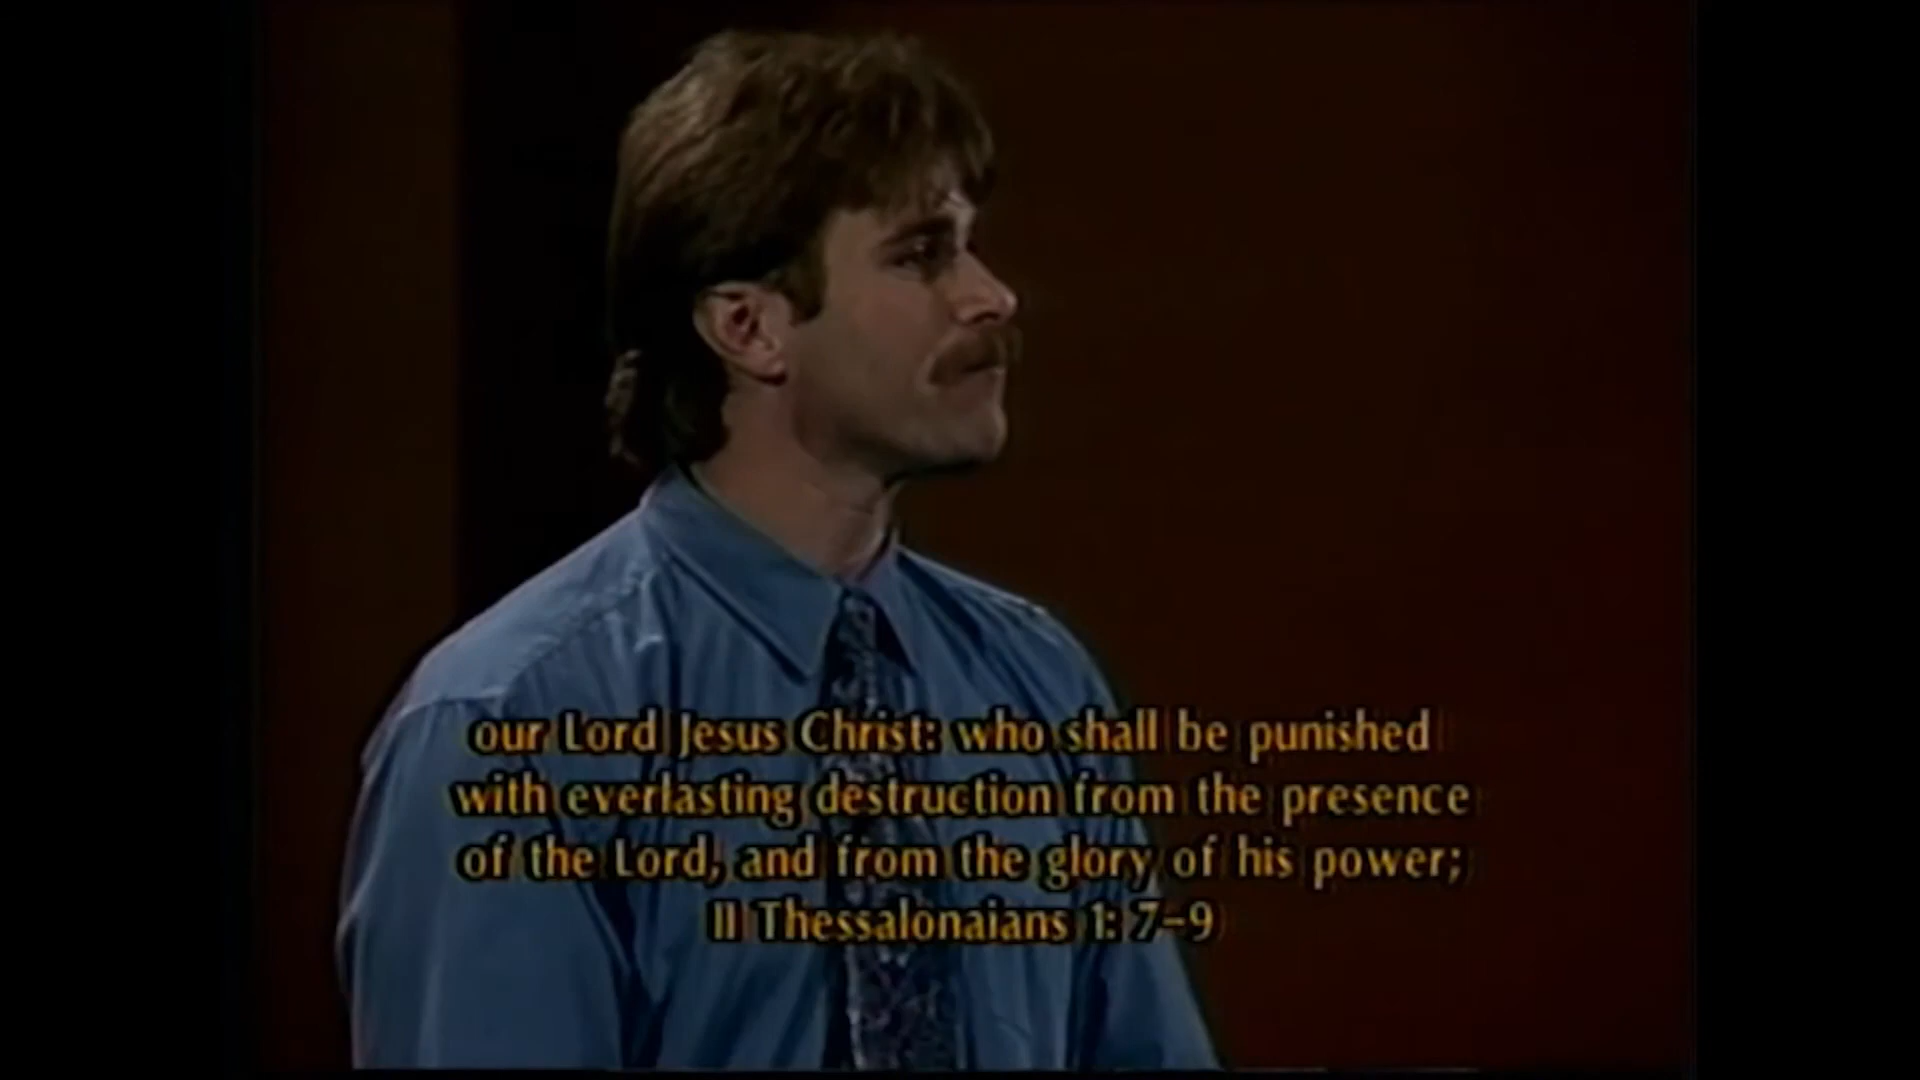 our Lord Jesus Christ: who shall be punished
with everlasting destruction from the presence
of the Lord, and from the glory of his power;
II Thessalonaians 1: 7-9